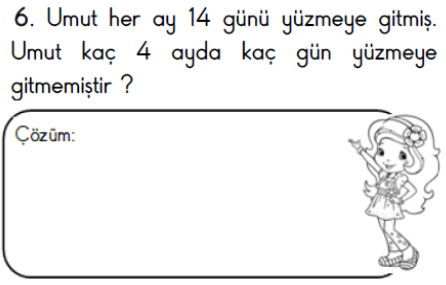 6. Umut her ay 14 günü yüzmeye gitmiş.
Umut kaç 4 ayda kaç gün yüzmeye
gitmemiştir ?
Çözüm: